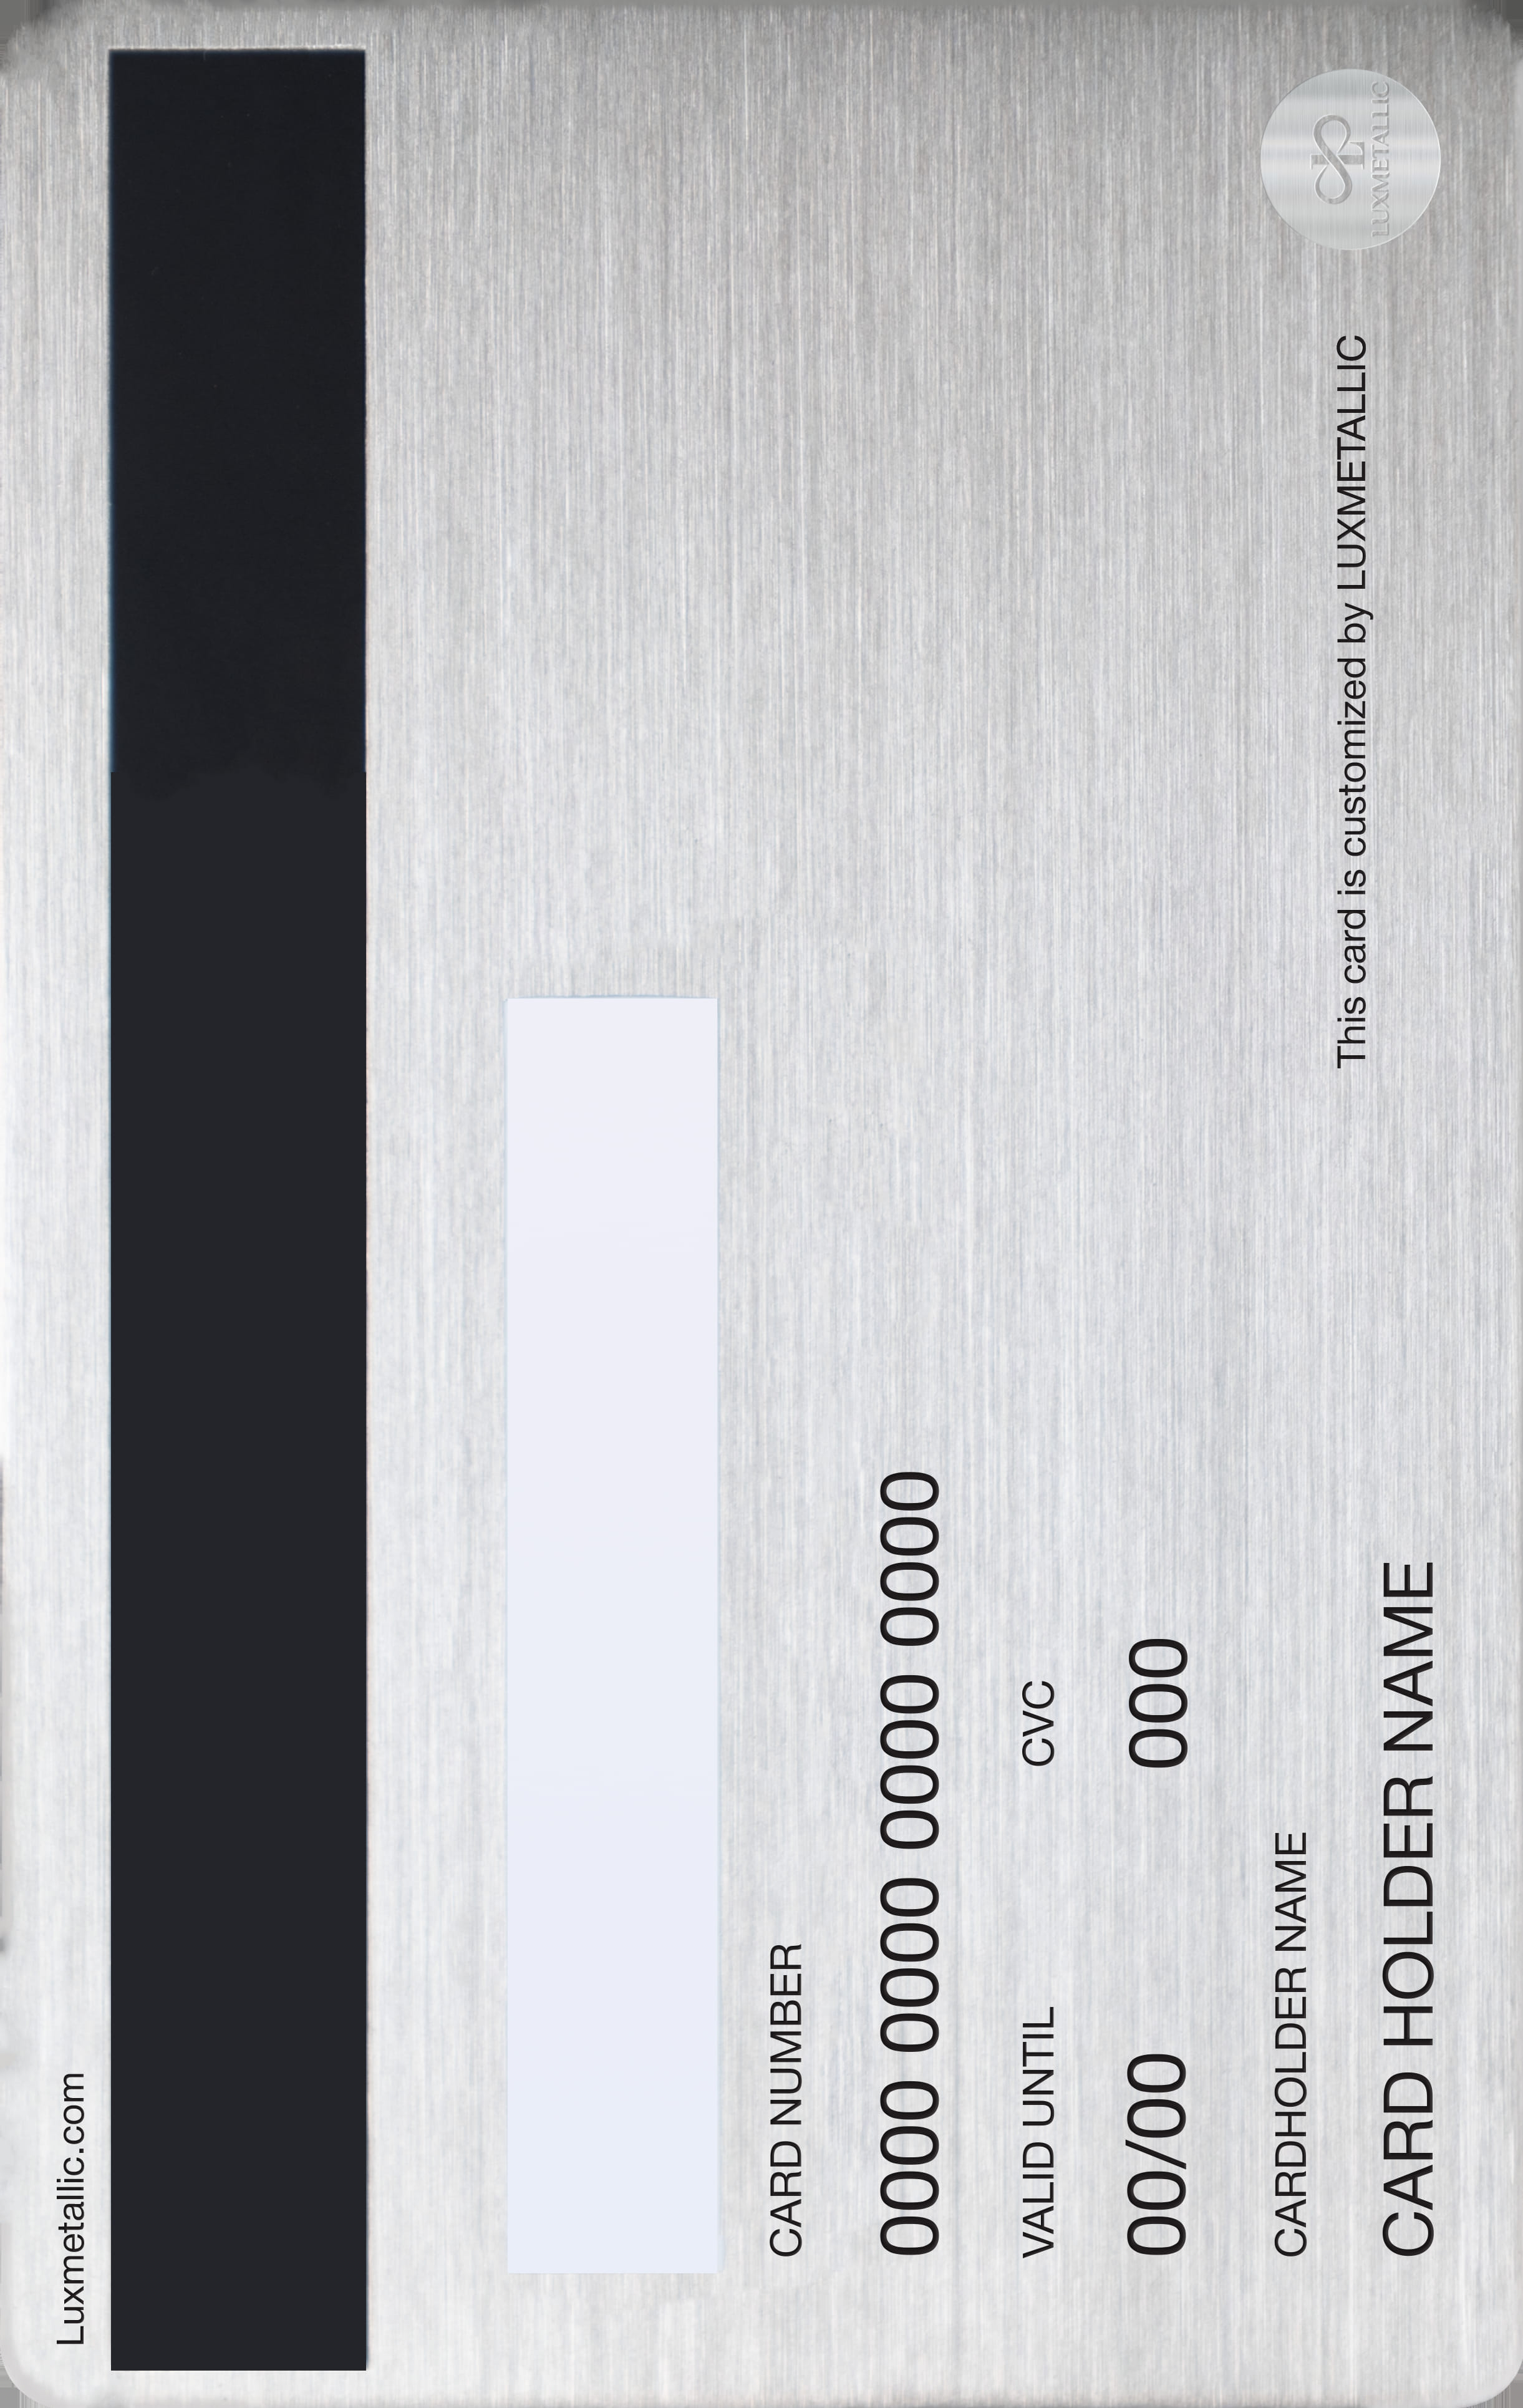 Luxmetallic.com
CARD NUMBER
0000 0000 0000 0000
VALID UNTIL CVC
00/00 000
CARDHOLDER NAME
CARD HOLDER NAME
This card is customized by LUXMETALLIC
LUXMETALLIC